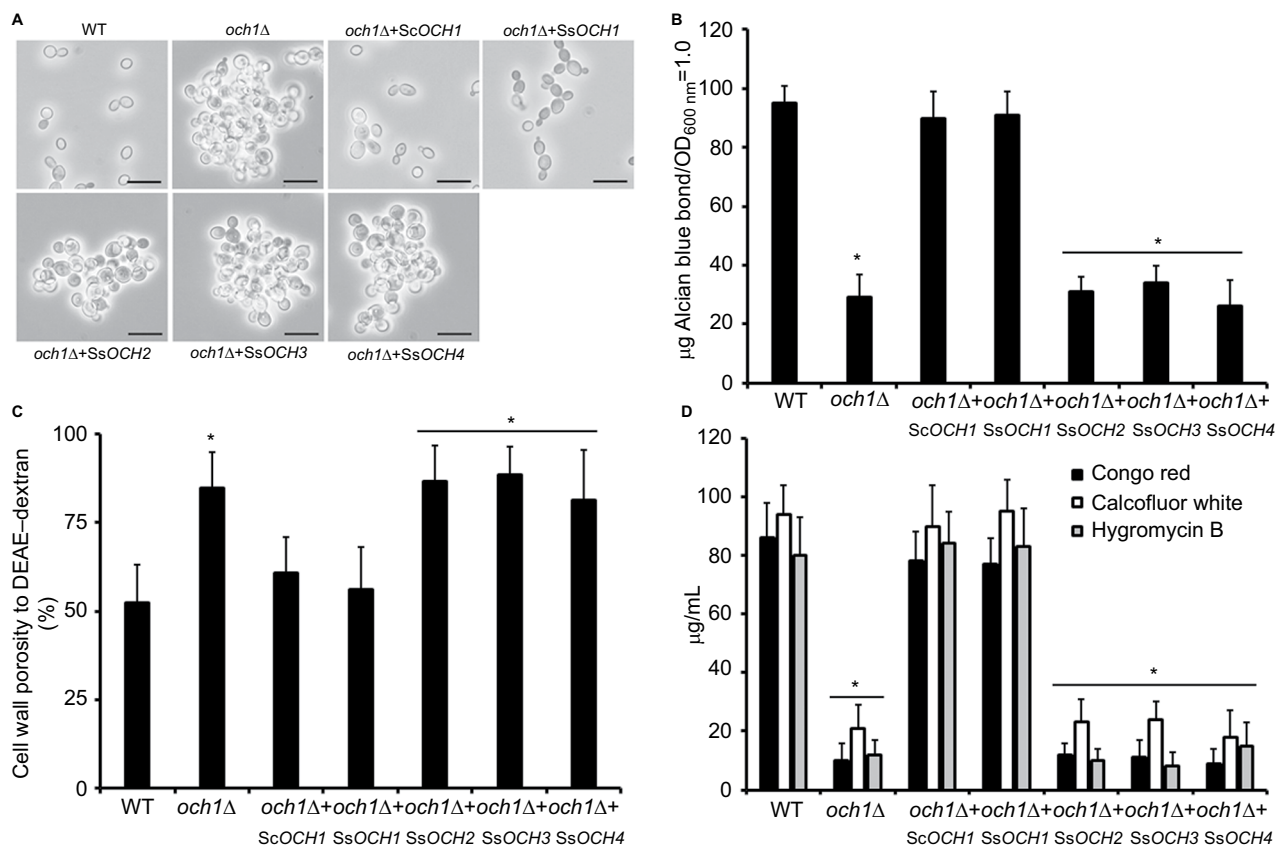 A
WT
och1Δ
och1Δ+ScOCH1
och1Δ+SsOCH1
och1Δ+SsOCH2
och1Δ+SsOCH3
och1Δ+SsOCH4
B
µg Alcian blue bond/OD600 nm=1.0
120
100
80
60
40
20
0
*
*
WT
och1Δ
och1Δ+
ScOCH1
och1Δ+
SsOCH1
och1Δ+
SsOCH2
och1Δ+
SsOCH3
och1Δ+
SsOCH4
C
Cell wall porosity to DEAE–dextran
(%)
100
75
50
25
0
*
*
WT
och1Δ
och1Δ+
ScOCH1
och1Δ+
SsOCH1
och1Δ+
SsOCH2
och1Δ+
SsOCH3
och1Δ+
SsOCH4
D
µg/mL
120
100
80
60
40
20
0
Congo red
Calcofluor white
Hygromycin B
*
*
WT
och1Δ
och1Δ+
ScOCH1
och1Δ+
SsOCH1
och1Δ+
SsOCH2
och1Δ+
SsOCH3
och1Δ+
SsOCH4